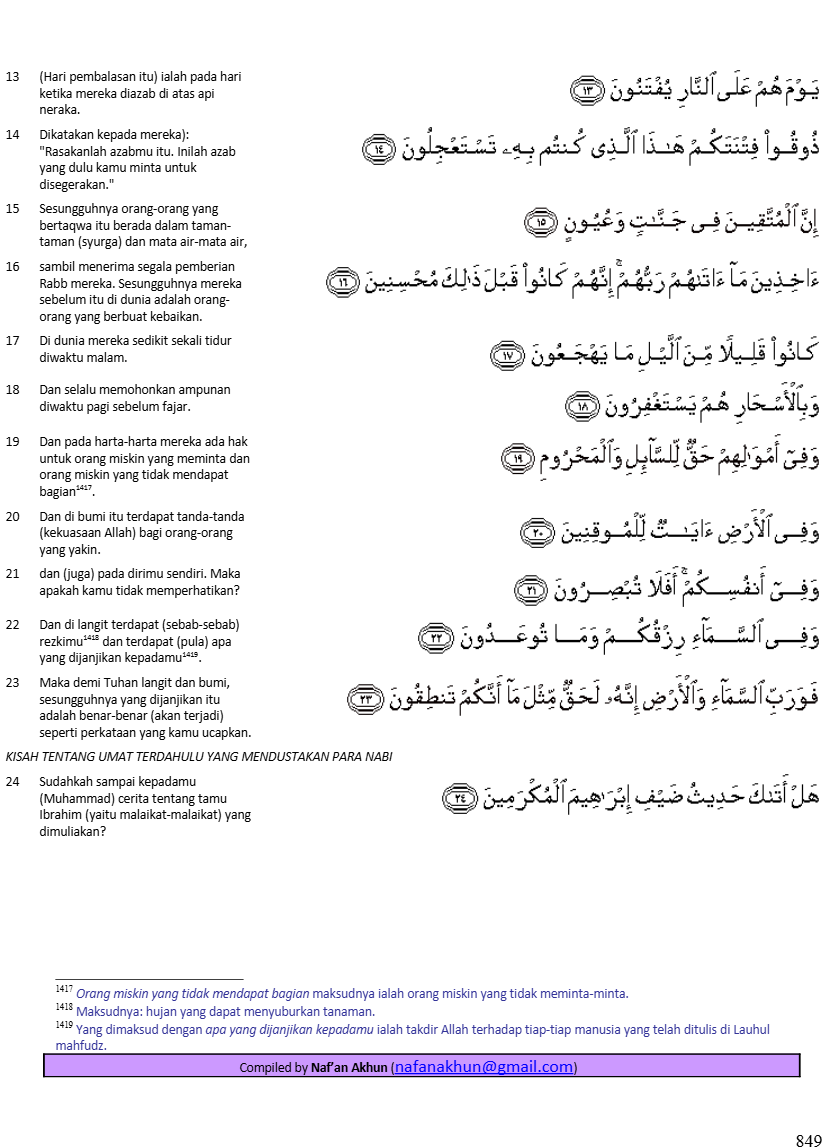 13 (Hari pembalasan itu) ialah pada hari
ketika mereka diazab di atas api
neraka.
يَوْمَ هُمْ عَلَى ٱلنَّارِ يُفْتَنُونَ ١٣
14 Dikatakan kepada mereka):
"Rasakanlah azabmu itu. Inilah azab
yang dulu kamu minta untuk
disegerakan."
ذُوقُوا۟ فِتْنَتَكُمْ هَـٰذَا ٱلَّذِى كُنتُم بِهِۦ تَسْتَعْجِلُونَ ١٤
15 Sesungguhnya orang-orang yang
bertaqwa itu berada dalam taman-
taman (syurga) dan mata air-mata air,
إِنَّ ٱلْمُتَّقِينَ فِى جَنَّـٰتٍ وَعُيُونٍ ١٥
16 sambil menerima segala pemberian
Rabb mereka. Sesungguhnya mereka
sebelum itu di dunia adalah orang-
orang yang berbuat kebaikan.
ءَاخِذِينَ مَآ ءَاتَىٰهُمْ رَبُّهُمْ ۚ إِنَّهُمْ كَانُوا۟ قَبْلَ ذَٰلِكَ مُحْسِنِينَ ١٦
17 Di dunia mereka sedikit sekali tidur
diwaktu malam.
كَانُوا۟ قَلِيلًا مِّنَ ٱلَّيْلِ مَا يَهْجَعُونَ ١٧
18 Dan selalu memohonkan ampunan
diwaktu pagi sebelum fajar.
وَبِٱلْأَسْحَارِ هُمْ يَسْتَغْفِرُونَ ١٨
19 Dan pada harta-harta mereka ada hak
untuk orang miskin yang meminta dan
orang miskin yang tidak mendapat
bagian¹⁴¹⁷.
وَفِىٓ أَمْوَٰلِهِمْ حَقٌّ لِّلسَّآئِلِ وَٱلْمَحْرُومِ ١٩
20 Dan di bumi itu terdapat tanda-tanda
(kekuasaan Allah) bagi orang-orang
yang yakin.
وَفِى ٱلْأَرْضِ ءَايَـٰتٌ لِّلْمُوقِنِينَ ٢٠
21 dan (juga) pada dirimu sendiri. Maka
apakah kamu tidak memperhatikan?
وَفِىٓ أَنفُسِكُمْ ۚ أَفَلَا تُبْصِرُونَ ٢١
22 Dan di langit terdapat (sebab-sebab)
rezkimu¹⁴¹⁸ dan terdapat (pula) apa
yang dijanjikan kepadamu¹⁴¹⁹.
وَفِى ٱلسَّمَآءِ رِزْقُكُمْ وَمَا تُوعَدُونَ ٢٢
23 Maka demi Tuhan langit dan bumi,
sesungguhnya yang dijanjikan itu
adalah benar-benar (akan terjadi)
seperti perkataan yang kamu ucapkan.
فَوَرَبِّ ٱلسَّمَآءِ وَٱلْأَرْضِ إِنَّهُۥ لَحَقٌّ مِّثْلَ مَآ أَنَّكُمْ تَنطِقُونَ ٢٣
KISAH TENTANG UMAT TERDAHULU YANG MENDUSTAKAN PARA NABI
24 Sudahkah sampai kepadamu
(Muhammad) cerita tentang tamu
Ibrahim (yaitu malaikat-malaikat) yang
dimuliakan?
هَلْ أَتَىٰكَ حَدِيثُ ضَيْفِ إِبْرَٰهِيمَ ٱلْمُكْرَمِينَ ٢٤
¹⁴¹⁷ Orang miskin yang tidak mendapat bagian maksudnya ialah orang miskin yang tidak meminta-minta.
¹⁴¹⁸ Maksudnya: hujan yang dapat menyuburkan tanaman.
¹⁴¹⁹ Yang dimaksud dengan apa yang dijanjikan kepadamu ialah takdir Allah terhadap tiap-tiap manusia yang telah ditulis di Lauhul
mahfudz.
Compiled by Naf’an Akhun (nafanakhun@gmail.com)
849